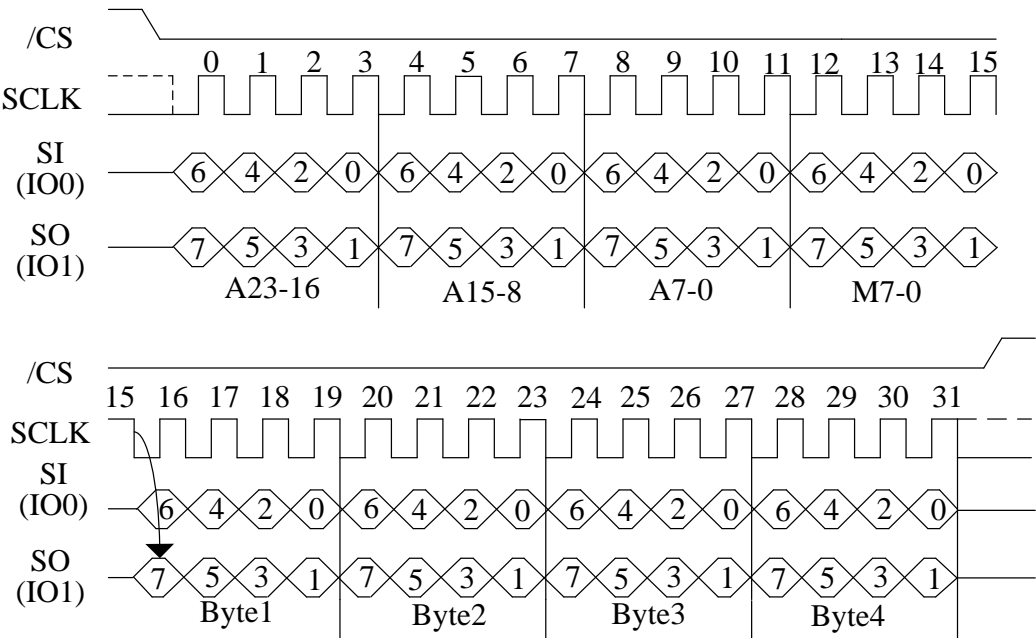 /CS
0 1 2 3 4 5 6 7 8 9 10 11 12 13 14 15
SCLK
SI
(IO0)
6 4 2 0 6 4 2 0 6 4 2 0 6 4 2 0
SO
(IO1)
7 5 3 1 7 5 3 1 7 5 3 1 7 5 3 1
A23-16 A15-8 A7-0 M7-0
/CS
15 16 17 18 19 20 21 22 23 24 25 26 27 28 29 30 31
SCLK
SI
(IO0)
6 4 2 0 6 4 2 0 6 4 2 0 6 4 2 0
SO
(IO1)
7 5 3 1 7 5 3 1 7 5 3 1 7 5 3 1
Byte1 Byte2 Byte3 Byte4